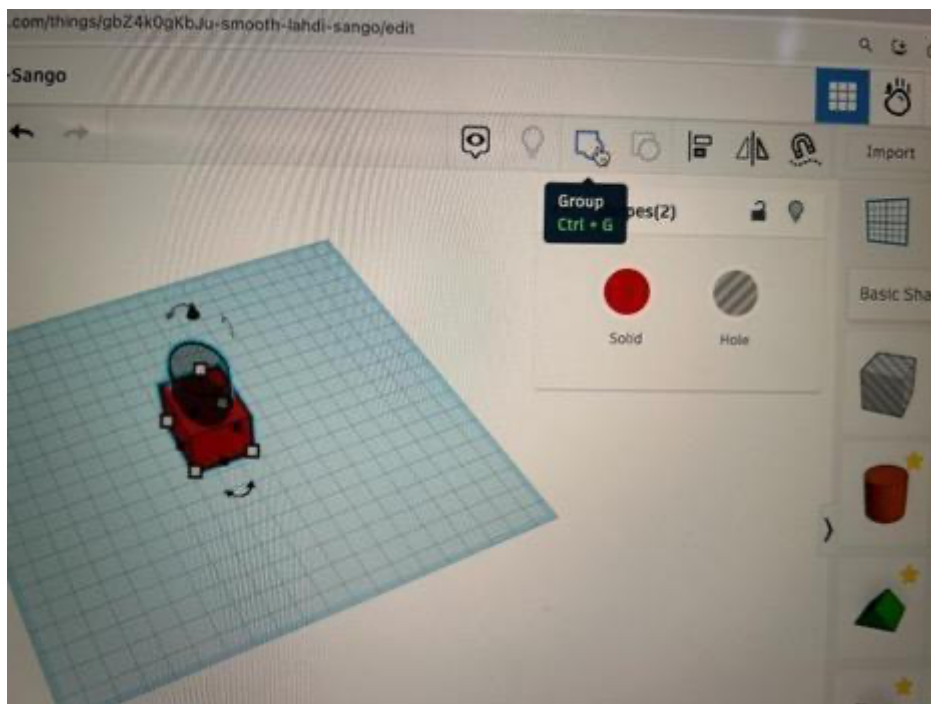 .com/things/gbZ4k0gKbJu-smooth-lahdi-sango/edit
-Sango
Import
Group
Ctrl + G
pes(2)
Solid
Hole
Basic Sha